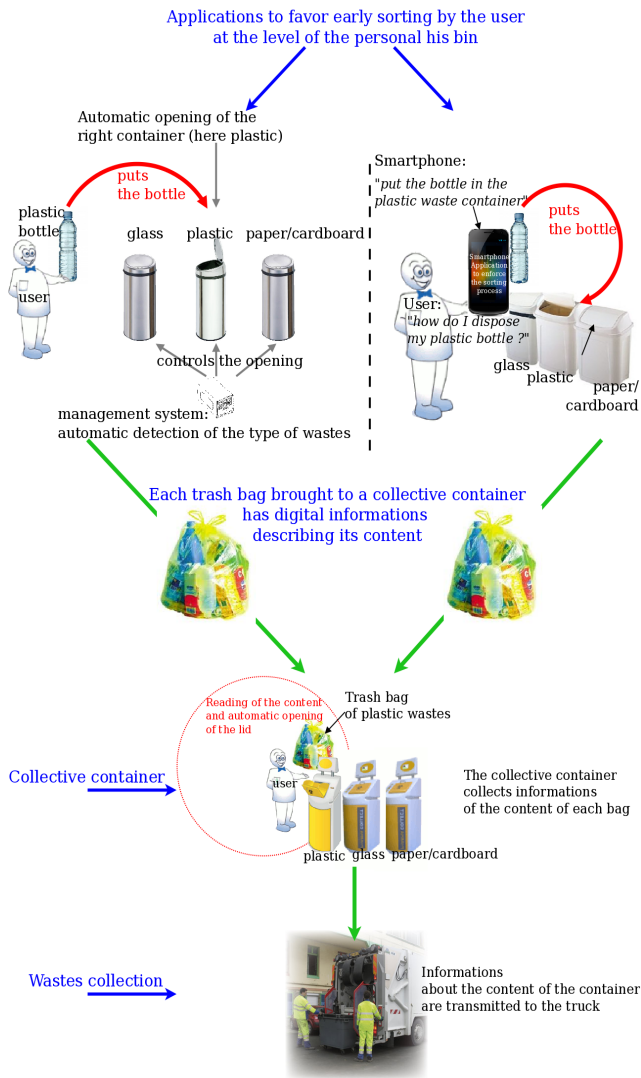 Applications to favor early sorting by the user
at the level of the personal his bin
Automatic opening of the
right container (here plastic)
puts
the bottle
plastic
bottle
user
glass
plastic
paper/cardboard
controls the opening
management system:
automatic detection of the type of wastes
Smartphone:
"put the bottle in the
plastic waste container"
puts
the bottle
Smartphone
Application
to enforce
the sorting
process
User:
"how do I dispose
my plastic bottle ?"
glass
plastic
paper/
cardboard
Each trash bag brought to a collective container
has digital informations
describing its content
Reading of the content
and automatic opening
of the lid
Trash bag
of plastic wastes
user
Collective container
The collective container
collects informations
of the content of each bag
plastic
glass
paper/cardboard
Wastes collection
Informations
about the content of the container
are transmitted to the truck